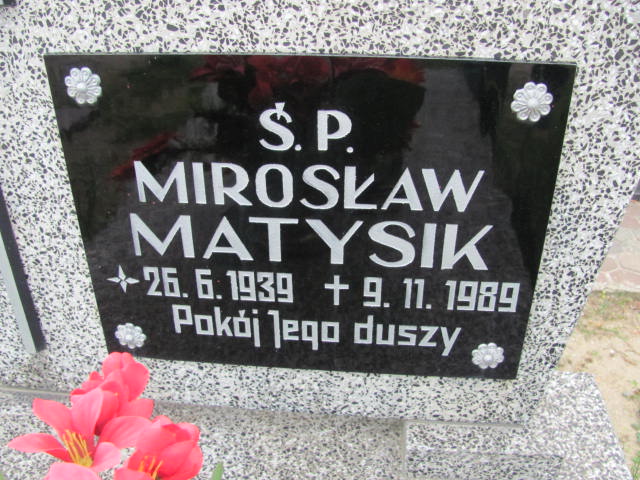 Ś.P.
MIROSŁAW
MATYSIK
26.6.1939 ✝ 9.11.1989
Pokój Jego duszy